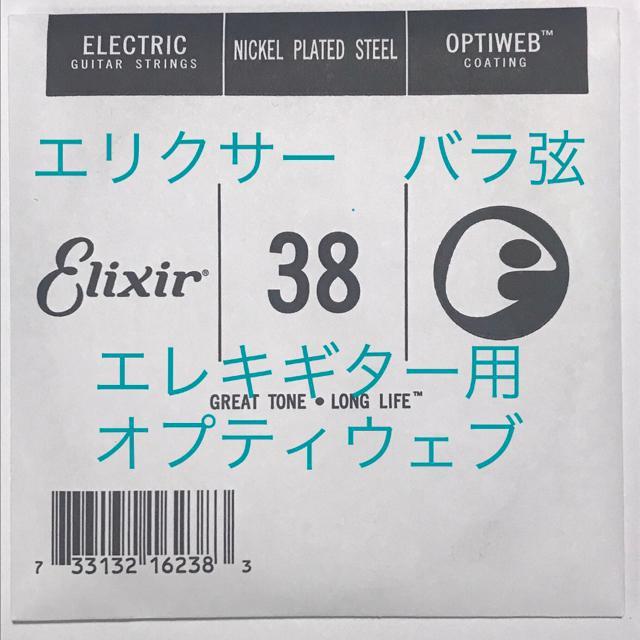 ELECTRIC
GUITAR STRINGS
NICKEL PLATED STEEL
OPTIWEB™
COATING
エリクサー　バラ弦
Elixir®
38
エレキギター用
GREAT TONE • LONG LIFE™
オプティウェブ
7 33132 16238 3